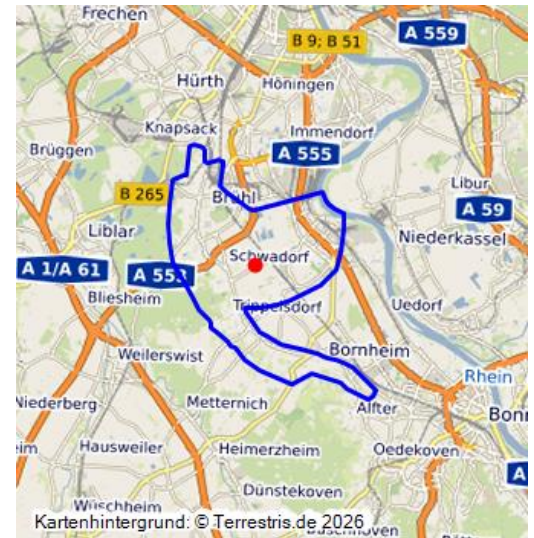 Frechen
A 559
B 9; B 51
Hürth
Höningen
Knapsack
Immendorf
Brüggen
A 555
Libur
B 265
Brühl
A 59
Liblar
Niederkassel
Schwadorf
A 1/A 61
A 553
Bliesheim
Trippelsdorf
Uedorf
Weilerswist
Bornheim
Rhein
Niederberg
Metternich
Alfter
Bonn
Hausweiler
Heimerzheim
Oedekoven
A
Dünstekoven
Müschheim
Kartenhintergrund: © Terrestris.de 2026